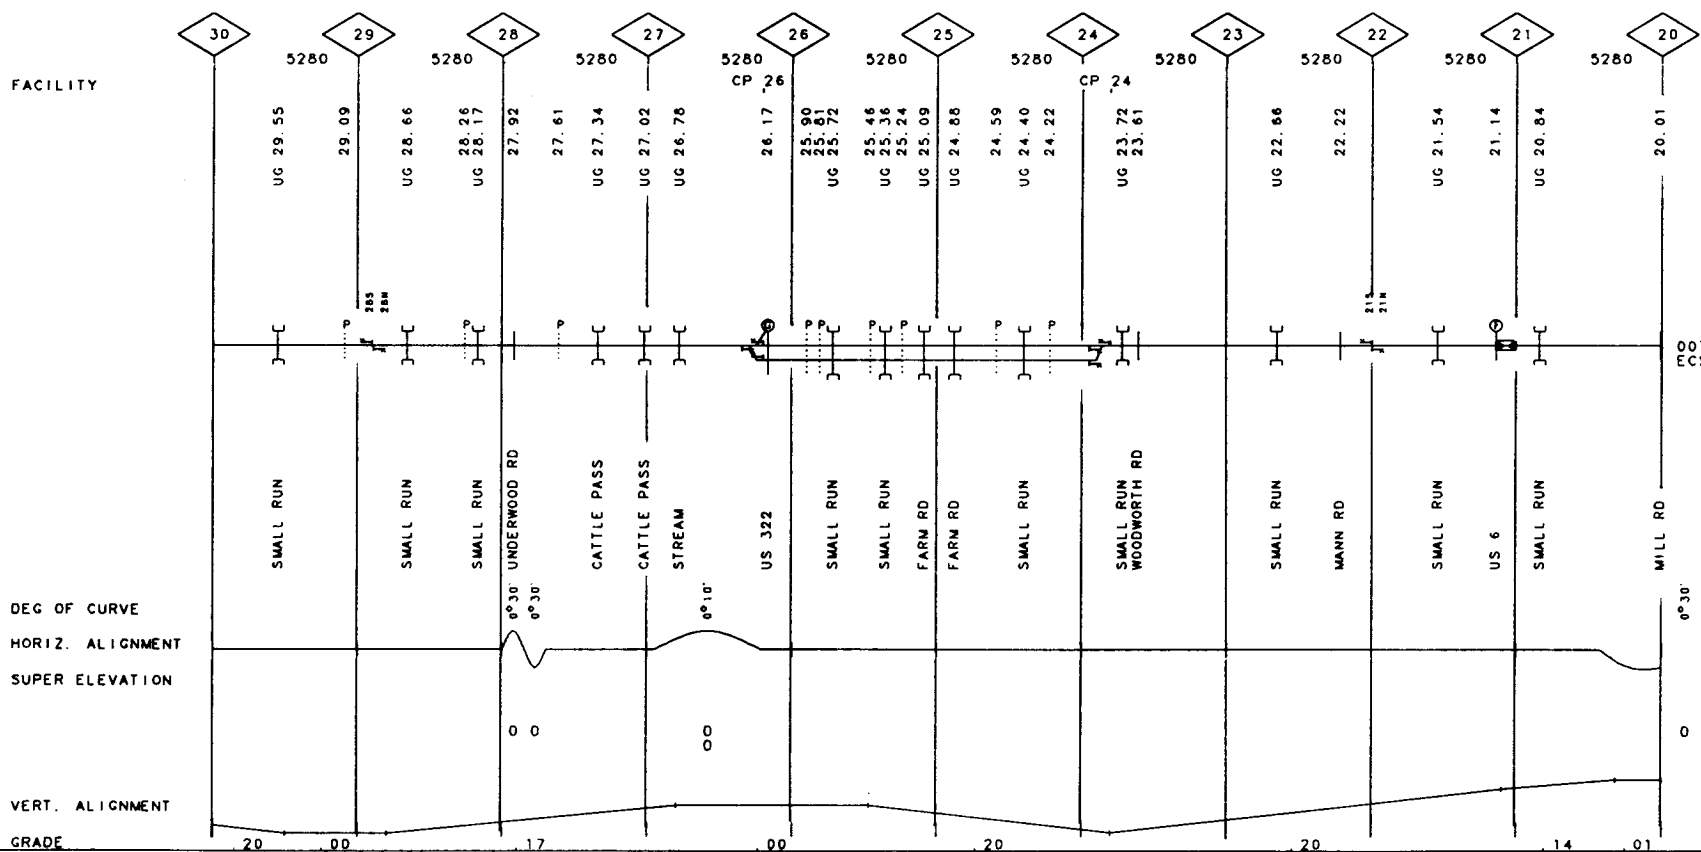 30 29 28 27 26 25 24 23 22 21 20
5280 5280 5280 5280 5280 5280 5280 5280 5280 5280
FACILITY
CP 26 CP 24
UG 29.55
29.09
UG 28.66
28.26
UG 28.17
27.92
27.61
UG 27.34
UG 27.02
UG 26.78
26.17
25.90
25.81
UG 25.72
25.46
UG 25.36
25.24
UG 25.09
UG 24.88
24.59
UG 24.40
24.22
UG 23.72
23.61
UG 22.66
22.22
UG 21.54
21.14
UG 20.84
20.01
28S
28N
21S
21N
P P P P P P P P P P
SMALL RUN
SMALL RUN
SMALL RUN
UNDERWOOD RD
CATTLE PASS
CATTLE PASS
STREAM
US 322
SMALL RUN
SMALL RUN
FARM RD
FARM RD
SMALL RUN
SMALL RUN
WOODWORTH RD
SMALL RUN
MANN RD
SMALL RUN
US 6
SMALL RUN
MILL RD
DEG OF CURVE
0°30'
0°30'
0°10'
0°30'
HORIZ. ALIGNMENT
SUPER ELEVATION
0 0 0 0
0
VERT. ALIGNMENT
GRADE .20 .00 .17 .00 .20 .20 .14 .01